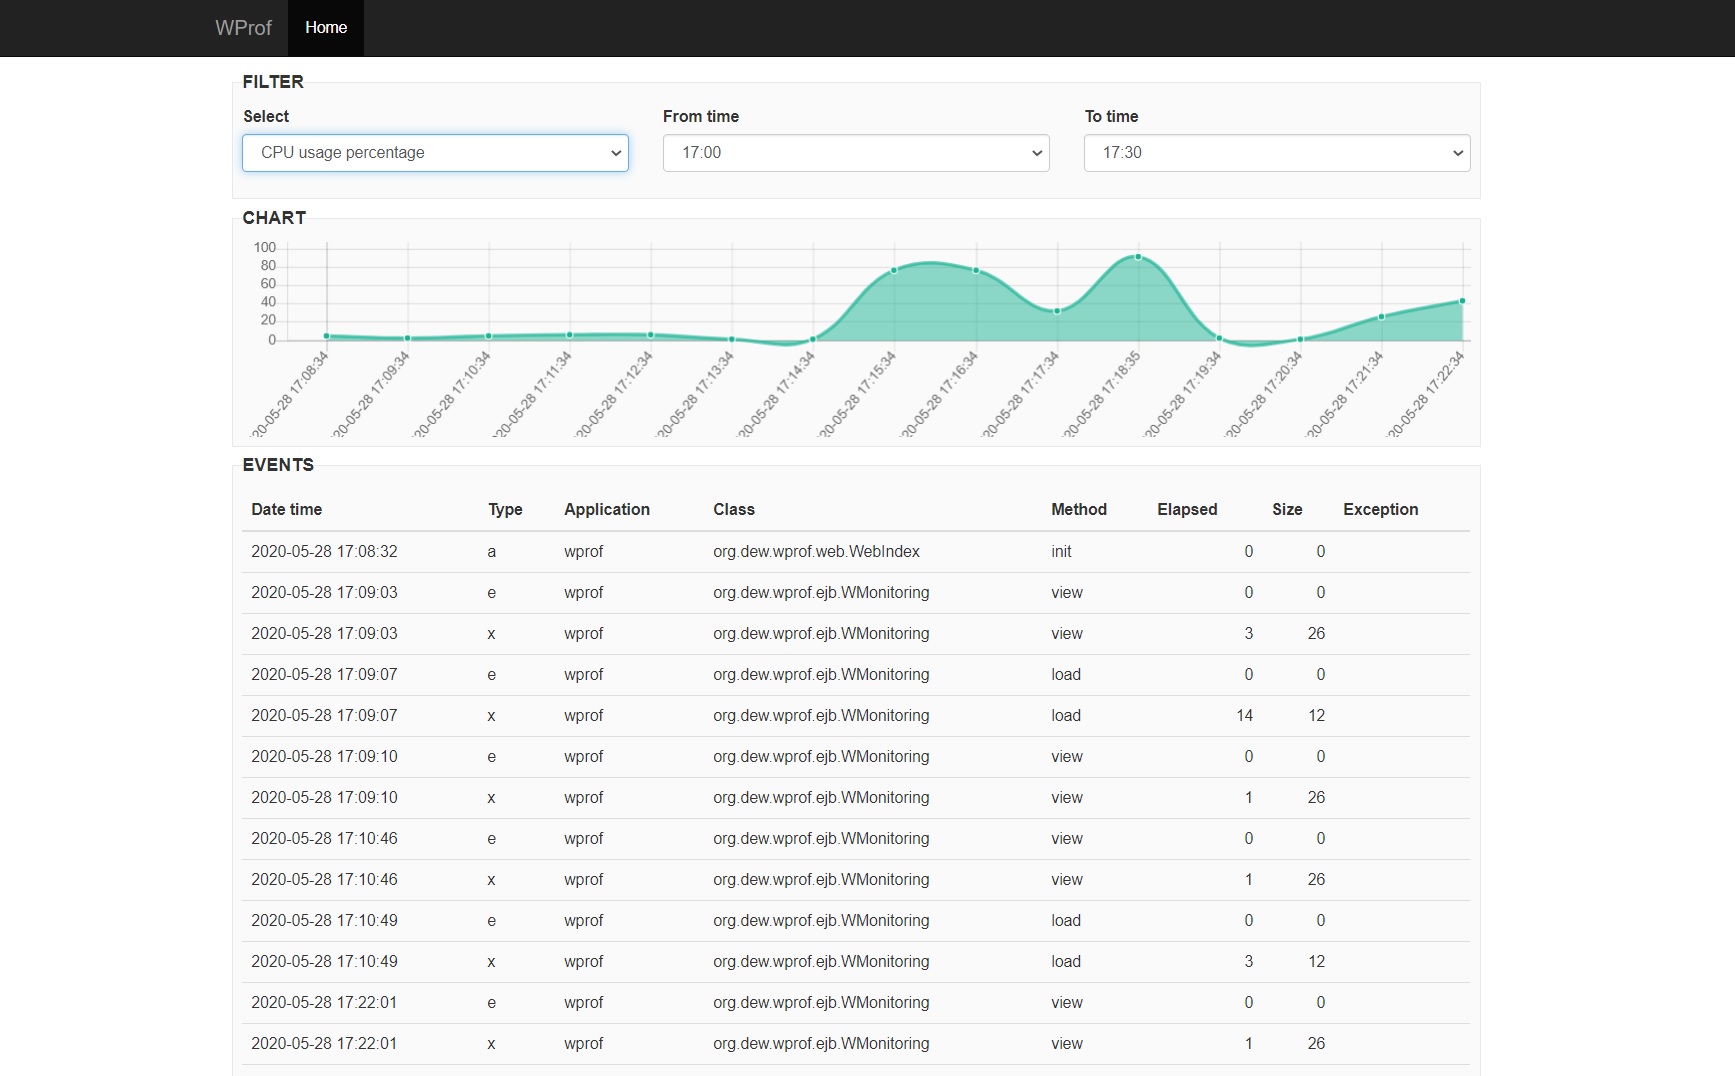 WProf Home
FILTER
Select From time To time
CPU usage percentage 17:00 17:30
CHART
100
80
60
40
20
0
20-05-28 17:08:34 20-05-28 17:09:34 20-05-28 17:10:34 20-05-28 17:11:34 20-05-28 17:12:34 20-05-28 17:13:34 20-05-28 17:14:34 20-05-28 17:15:34 20-05-28 17:16:34 20-05-28 17:17:34 20-05-28 17:18:35 20-05-28 17:19:34 20-05-28 17:20:34 20-05-28 17:21:34 20-05-28 17:22:34
EVENTS
Date time Type Application Class Method Elapsed Size Exception
2020-05-28 17:08:32 a wprof org.dew.wprof.web.WebIndex init 0 0
2020-05-28 17:09:03 e wprof org.dew.wprof.ejb.WMonitoring view 0 0
2020-05-28 17:09:03 x wprof org.dew.wprof.ejb.WMonitoring view 3 26
2020-05-28 17:09:07 e wprof org.dew.wprof.ejb.WMonitoring load 0 0
2020-05-28 17:09:07 x wprof org.dew.wprof.ejb.WMonitoring load 14 12
2020-05-28 17:09:10 e wprof org.dew.wprof.ejb.WMonitoring view 0 0
2020-05-28 17:09:10 x wprof org.dew.wprof.ejb.WMonitoring view 1 26
2020-05-28 17:10:46 e wprof org.dew.wprof.ejb.WMonitoring view 0 0
2020-05-28 17:10:46 x wprof org.dew.wprof.ejb.WMonitoring view 1 26
2020-05-28 17:10:49 e wprof org.dew.wprof.ejb.WMonitoring load 0 0
2020-05-28 17:10:49 x wprof org.dew.wprof.ejb.WMonitoring load 3 12
2020-05-28 17:22:01 e wprof org.dew.wprof.ejb.WMonitoring view 0 0
2020-05-28 17:22:01 x wprof org.dew.wprof.ejb.WMonitoring view 1 26